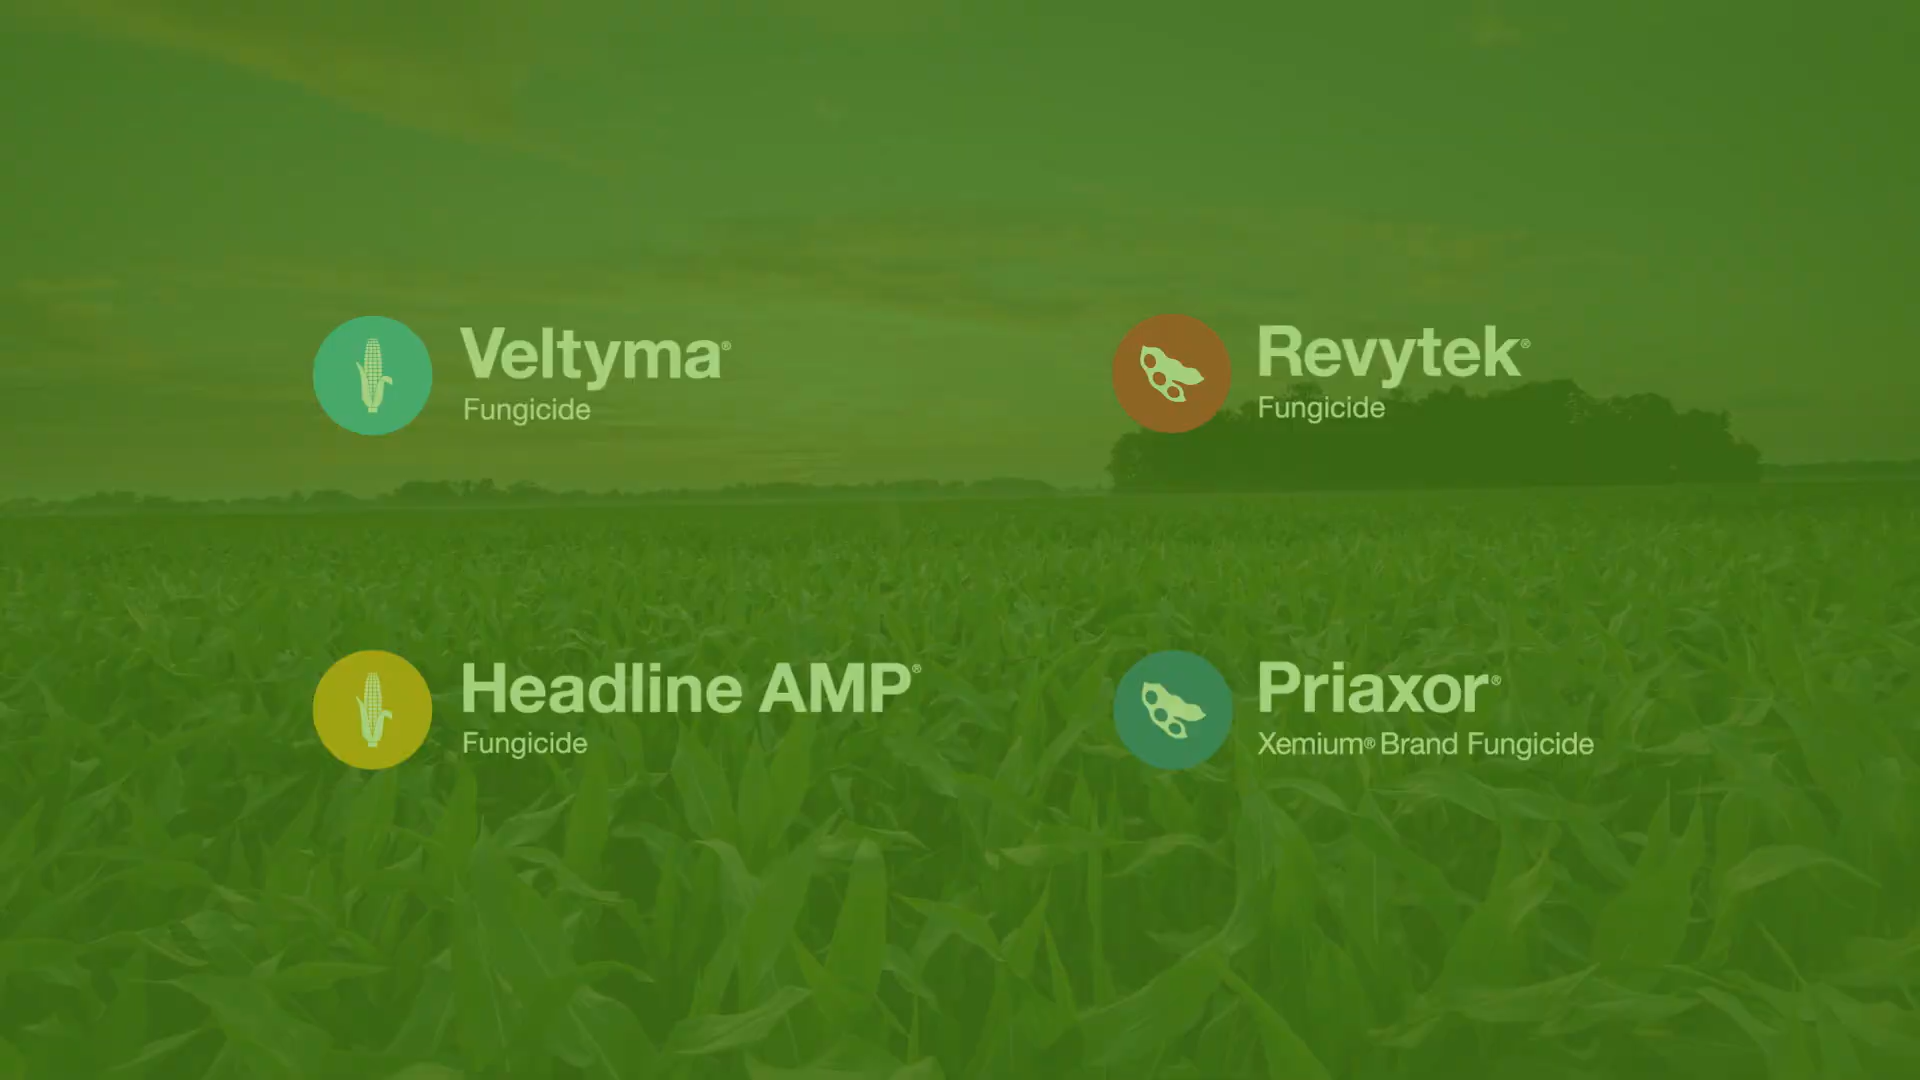 Veltyma®
Fungicide
Revytek®
Fungicide
Headline AMP®
Fungicide
Priaxor®
Xemium® Brand Fungicide